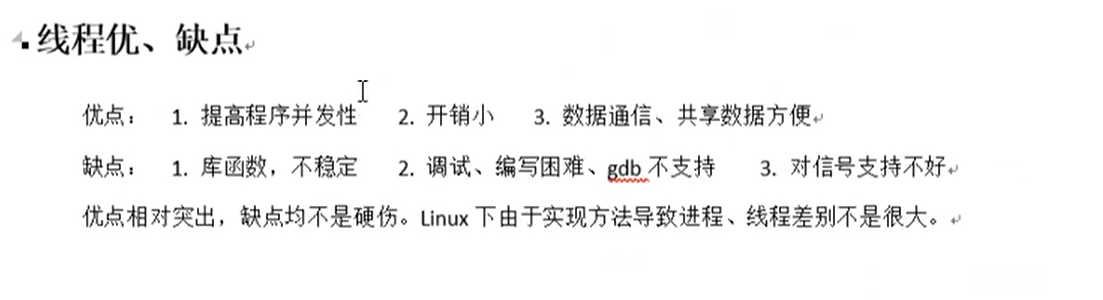 线程优、缺点
优点： 1. 提高程序并发性 2. 开销小 3. 数据通信、共享数据方便
缺点： 1. 库函数，不稳定 2. 调试、编写困难、gdb 不支持 3. 对信号支持不好
优点相对突出，缺点均不是硬伤。Linux 下由于实现方法导致进程、线程差别不是很大。